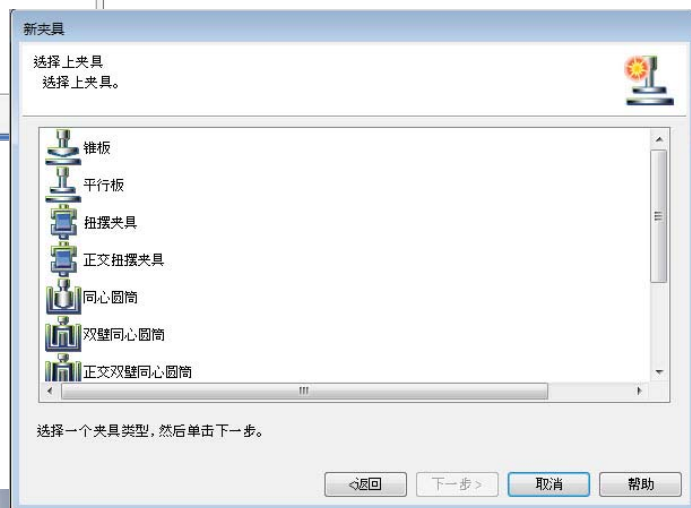 新夹具
选择上夹具
选择上夹具。
锥板
平行板
扭摆夹具
正交扭摆夹具
同心圆筒
双壁同心圆筒
正交双壁同心圆筒
选择一个夹具类型,然后单击下一步。
<返回
下一步>
取消
帮助